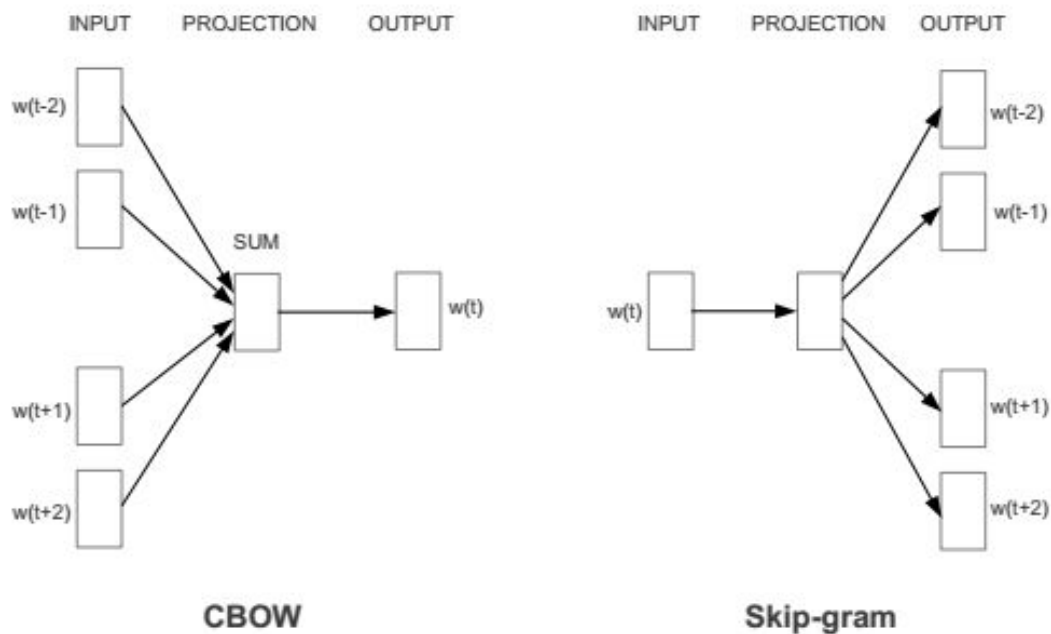 INPUT PROJECTION OUTPUT
w(t-2)
w(t-1)
SUM
w(t)
w(t+1)
w(t+2)
CBOW
INPUT PROJECTION OUTPUT
w(t-2)
w(t-1)
w(t)
w(t+1)
w(t+2)
Skip-gram